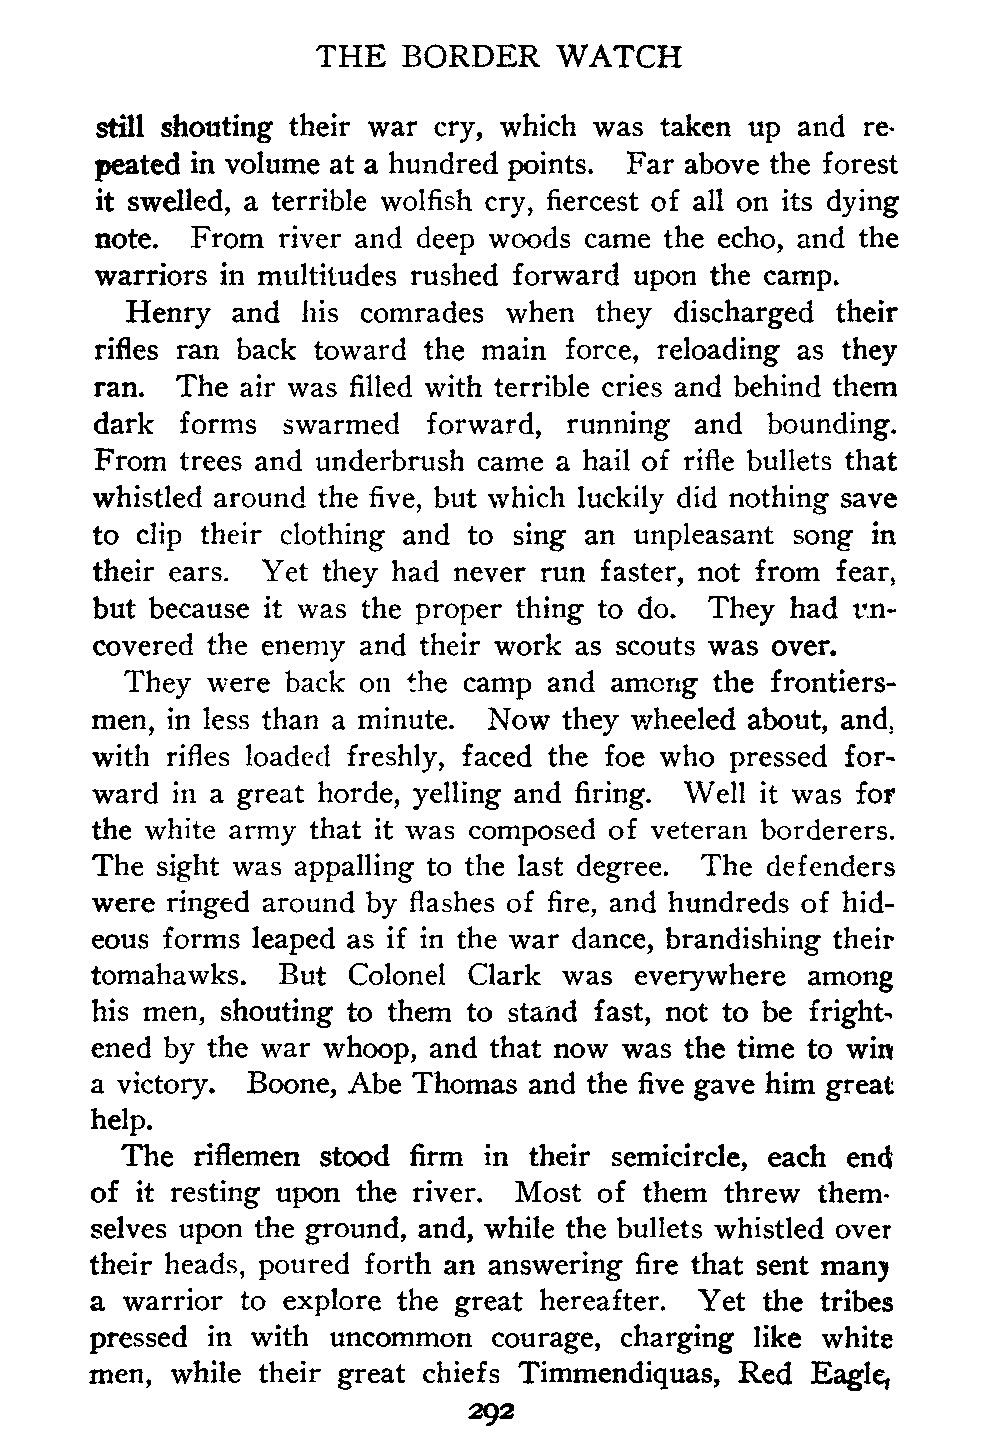 THE BORDER WATCH
still shouting their war cry, which was taken up and re-
peated in volume at a hundred points. Far above the forest
it swelled, a terrible wolfish cry, fiercest of all on its dying
note. From river and deep woods came the echo, and the
warriors in multitudes rushed forward upon the camp.
Henry and his comrades when they discharged their
rifles ran back toward the main force, reloading as they
ran. The air was filled with terrible cries and behind them
dark forms swarmed forward, running and bounding.
From trees and underbrush came a hail of rifle bullets that
whistled around the five, but which luckily did nothing save
to clip their clothing and to sing an unpleasant song in
their ears. Yet they had never run faster, not from fear,
but because it was the proper thing to do. They had un-
covered the enemy and their work as scouts was over.
They were back on the camp and among the frontiers-
men, in less than a minute. Now they wheeled about, and,
with rifles loaded freshly, faced the foe who pressed for-
ward in a great horde, yelling and firing. Well it was for
the white army that it was composed of veteran borderers.
The sight was appalling to the last degree. The defenders
were ringed around by flashes of fire, and hundreds of hid-
eous forms leaped as if in the war dance, brandishing their
tomahawks. But Colonel Clark was everywhere among
his men, shouting to them to stand fast, not to be fright-
ened by the war whoop, and that now was the time to win
a victory. Boone, Abe Thomas and the five gave him great
help.
The riflemen stood firm in their semicircle, each end
of it resting upon the river. Most of them threw them-
selves upon the ground, and, while the bullets whistled over
their heads, poured forth an answering fire that sent many
a warrior to explore the great hereafter. Yet the tribes
pressed in with uncommon courage, charging like white
men, while their great chiefs Timmendiquas, Red Eagle,
292